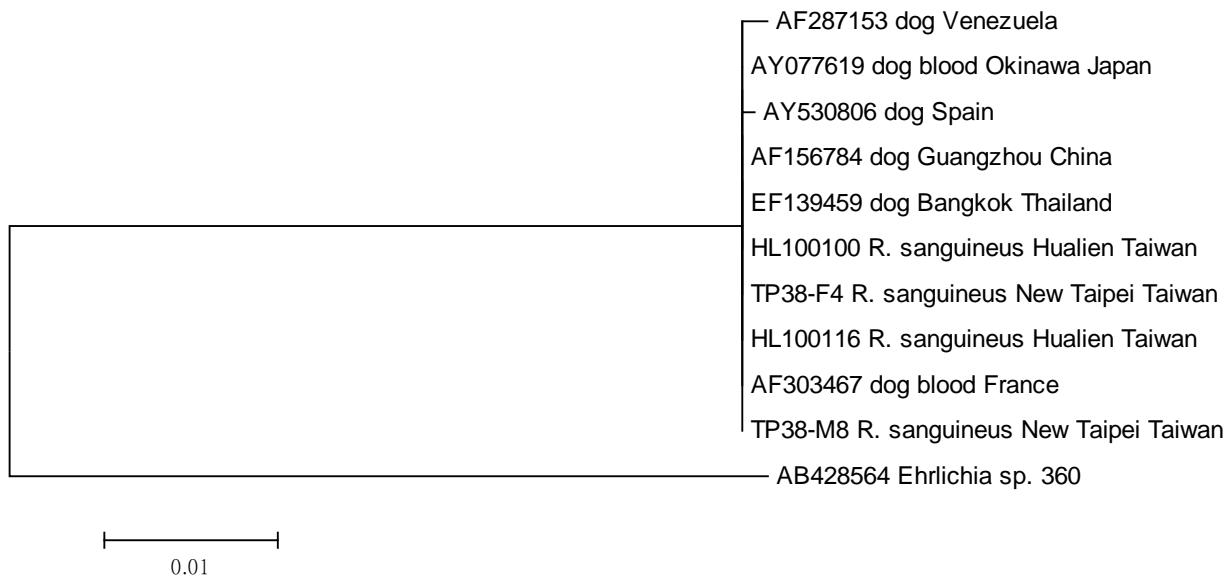 AF287153 dog Venezuela
AY077619 dog blood Okinawa Japan
AY530806 dog Spain
AF156784 dog Guangzhou China
EF139459 dog Bangkok Thailand
HL100100 R. sanguineus Hualien Taiwan
TP38-F4 R. sanguineus New Taipei Taiwan
HL100116 R. sanguineus Hualien Taiwan
AF303467 dog blood France
TP38-M8 R. sanguineus New Taipei Taiwan
AB428564 Ehrlichia sp. 360
0.01